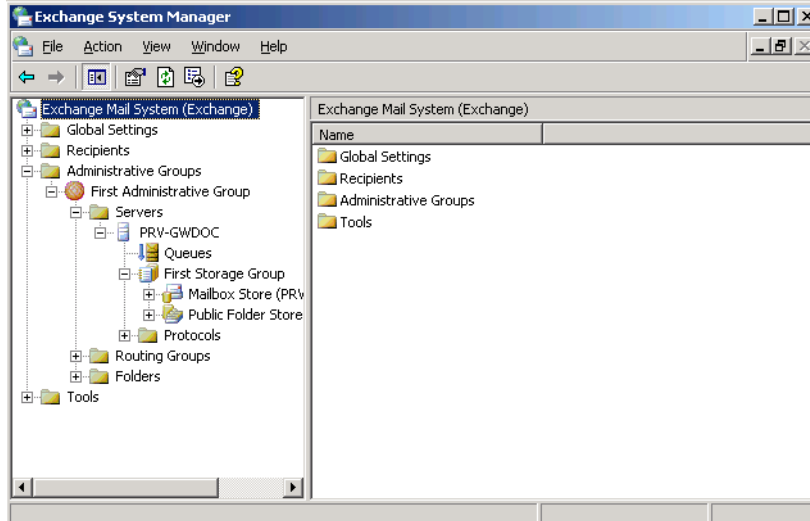 Exchange System Manager
File Action View Window Help
Exchange Mail System (Exchange)
Global Settings
Recipients
Administrative Groups
First Administrative Group
Servers
PRV-GWDOC
Queues
First Storage Group
Mailbox Store (PRV
Public Folder Store
Protocols
Routing Groups
Folders
Tools
Exchange Mail System (Exchange)
Name
Global Settings
Recipients
Administrative Groups
Tools